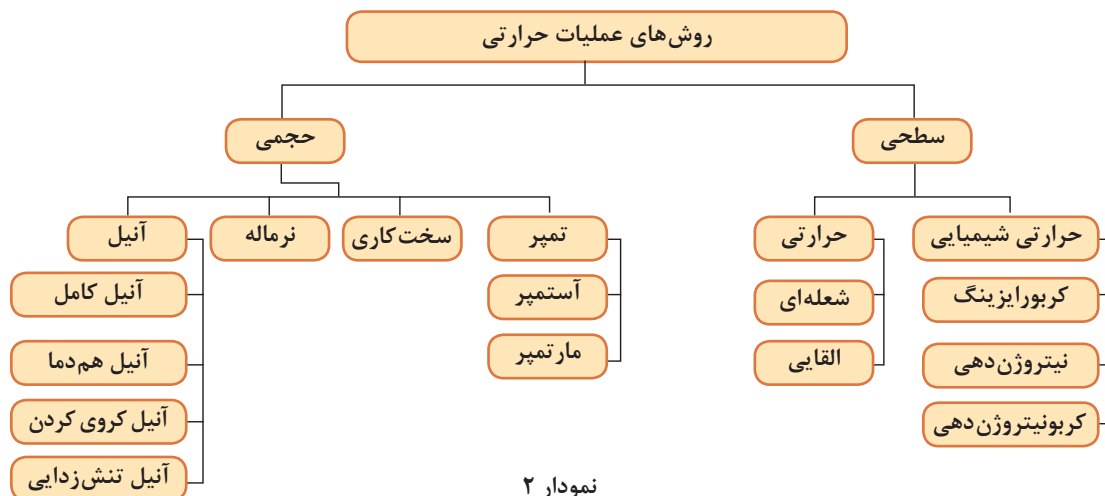 روش‌های عملیات حرارتی
سطحی
حجمی
حرارتی شیمیایی
حرارتی
تمپر
سخت‌کاری
نرماله
آنیل
کربورایزینگ
شعله‌ای
آستمپر
آنیل کامل
نیتروژن‌دهی
القایی
مارتمپر
آنیل هم‌دما
کربونیتروژن‌دهی
آنیل کروی کردن
آنیل تنش‌زدایی
نمودار ۲